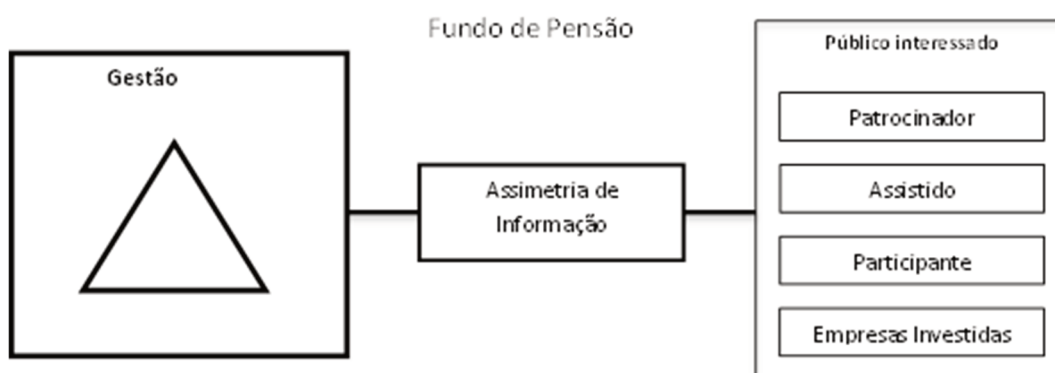 Fundo de Pensão
Gestão
Assimetria de
Informação
Público interessado
Patrocinador
Assistido
Participante
Empresas Investidas